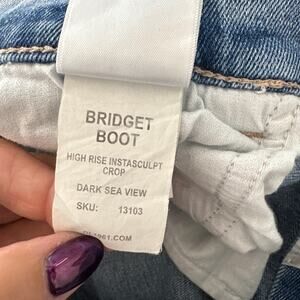 BRIDGET
BOOT
HIGH RISE INSTASCULPT
CROP
DARK SEA VIEW
SKU: 13103